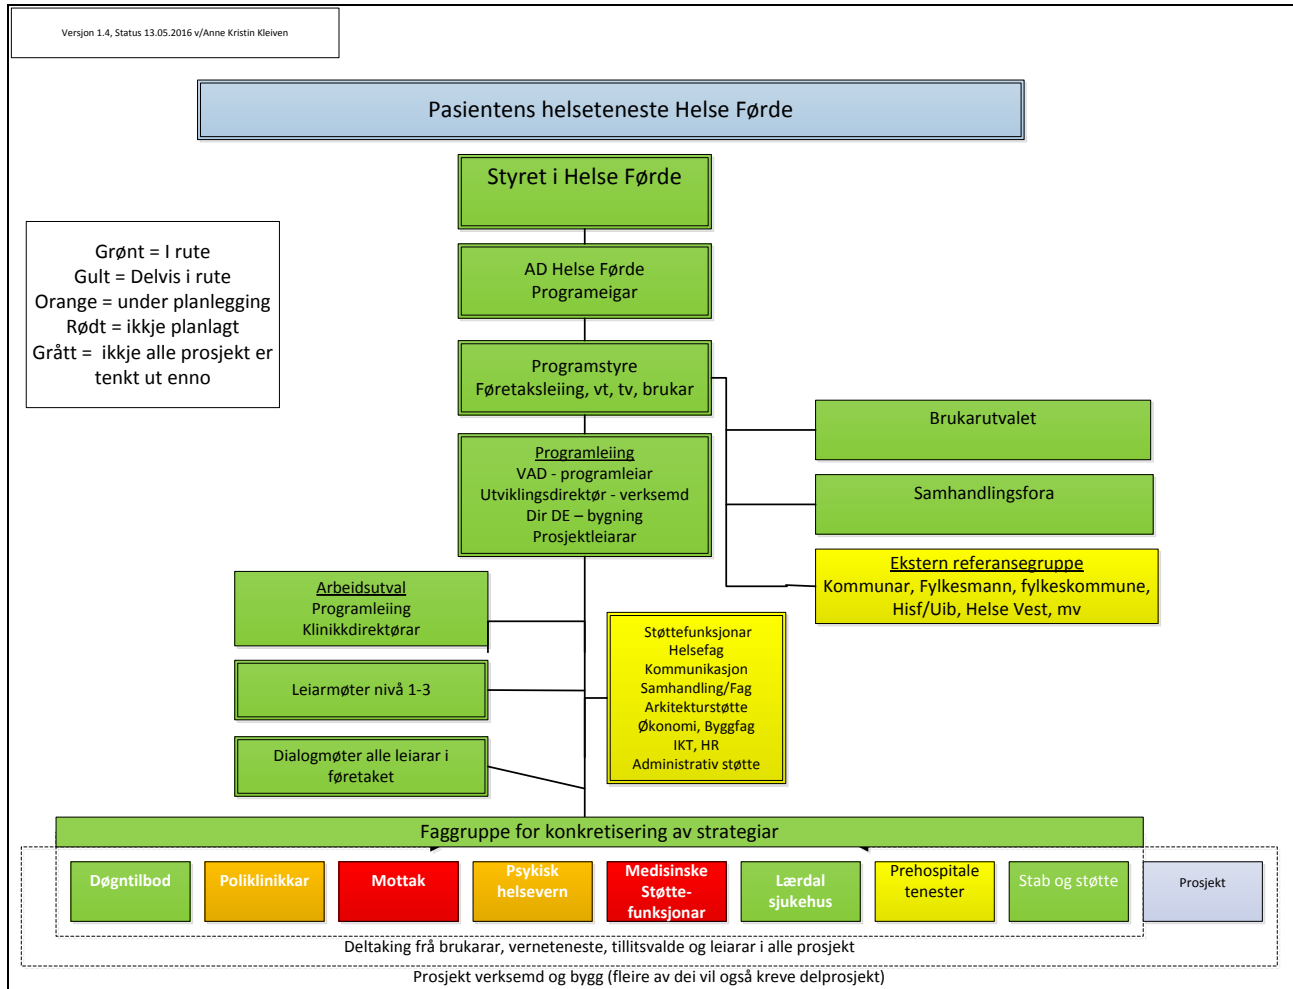 Versjon 1.4, Status 13.05.2016 v/Anne Kristin Kleiven
Pasientens helseteneste Helse Førde
Styret i Helse Førde
Grønt = I rute
Gult = Delvis i rute
Orange = under planlegging
Rødt = ikkje planlagt
Grått =  ikkje alle prosjekt er
tenkt ut enno
AD Helse Førde
Programeigar
Programstyre
Føretaksleiing, vt, tv, brukar
Brukarutvalet
Samhandlingsfora
Ekstern referansegruppe
Kommunar, Fylkesmann, fylkeskommune,
Hisf/Uib, Helse Vest, mv
Programleiing
VAD - programleiar
Utviklingsdirektør - verksemd
Dir DE – bygning
Prosjektleiarar
Arbeidsutval
Programleiing
Klinikkdirektørar
Leiarmøter nivå 1-3
Dialogmøter alle leiarar i
føretaket
Støttefunksjonar
Helsefag
Kommunikasjon
Samhandling/Fag
Arkitekturstøtte
Økonomi, Byggfag
IKT, HR
Administrativ støtte
Faggruppe for konkretisering av strategiar
Døgntilbod
Poliklinikkar
Mottak
Psykisk
helsevern
Medisinske
Støtte-
funksjonar
Lærdal
sjukehus
Prehospitale
tenester
Stab og støtte
Prosjekt
Deltaking frå brukarar, verneteneste, tillitsvalde og leiarar i alle prosjekt
Prosjekt verksemd og bygg (fleire av dei vil også kreve delprosjekt)